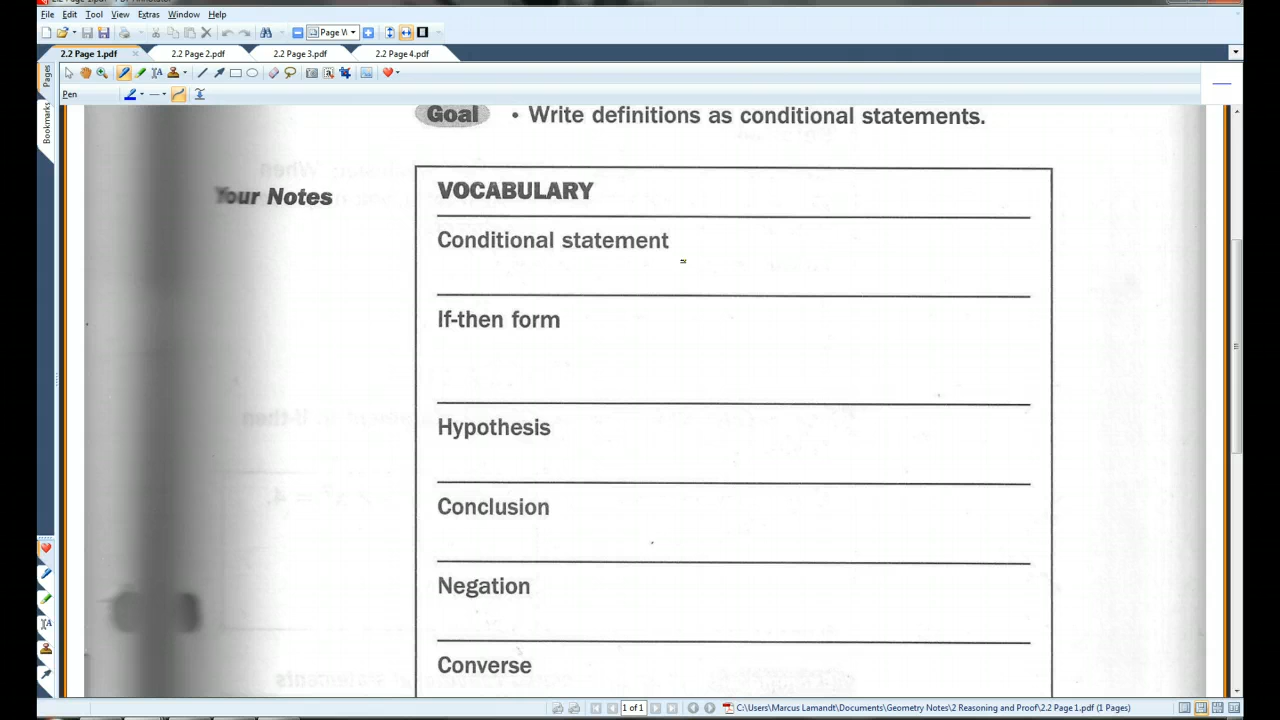 File Edit Tool View Extras Window Help
Page W
2.2 Page 1.pdf 2.2 Page 2.pdf 2.2 Page 3.pdf 2.2 Page 4.pdf
Pen
Pages
Bookmarks
Goal • Write definitions as conditional statements.
Your Notes
VOCABULARY
Conditional statement
If-then form
Hypothesis
Conclusion
Negation
Converse
1 of 1 C:\Users\Marcus Lamandt\Documents\Geometry Notes\2 Reasoning and Proof\2.2 Page 1.pdf (1 Pages)